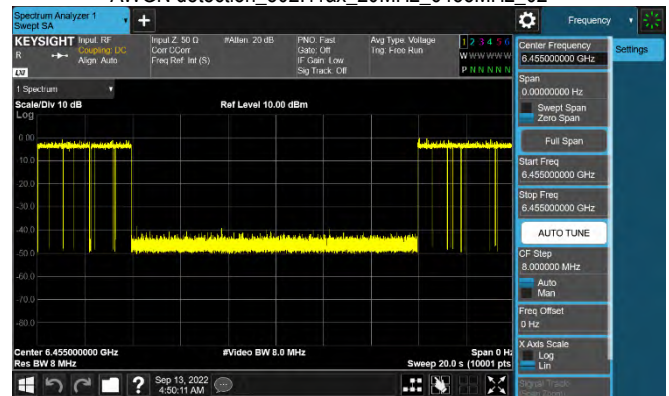 Spectrum Analyzer 1
Swept SA
Frequency
KEYSIGHT
Input: RF
Coupling: DC
Align: Auto
Input Z: 50 Ω
Corr CCorr
Freq Ref: Int (S)
#Atten: 20 dB
PNO: Fast
Gate: Off
IF Gain: Low
Sig Track: Off
Avg Type: Voltage
Trig: Free Run
1 2 3 4 5 6
W W W W W W
P N N N N N
R
LXI
1 Spectrum
Scale/Div 10 dB
Ref Level 10.00 dBm
Log
0.00
-10.0
-20.0
-30.0
-40.0
-50.0
-60.0
-70.0
-80.0
Center 6.455000000 GHz
#Video BW 8.0 MHz
Span 0 Hz
Res BW 8 MHz
Sweep 20.0 s (10001 pts
Sep 13, 2022
4:50:11 AM
Center Frequency
6.455000000 GHz
Settings
Span
0.00000000 Hz
Swept Span
Zero Span
Full Span
Start Freq
6.455000000 GHz
Stop Freq
6.455000000 GHz
AUTO TUNE
CF Step
8.000000 MHz
Auto
Man
Freq Offset
0 Hz
X Axis Scale
Log
Lin
Signal Track